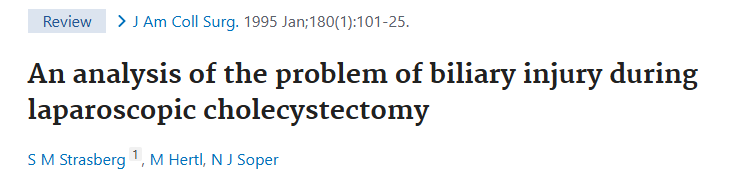 Review > J Am Coll Surg. 1995 Jan;180(1):101-25.
An analysis of the problem of biliary injury during
laparoscopic cholecystectomy
S M Strasberg 1, M Hertl, N J Soper